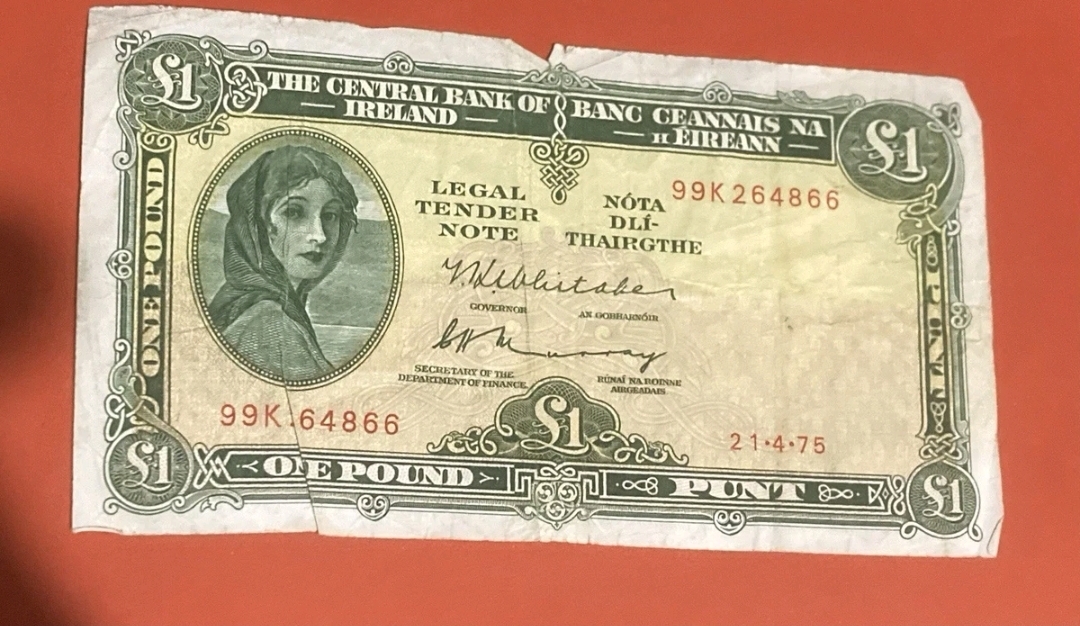 £1
THE CENTRAL BANK OF
IRELAND
BANC CEANNAIS NA
H ÉIREANN
£1
ONE POUND
LEGAL
TENDER
NOTE
NÓTA
DLÍ-
THAIRGTHE
99K 264866
GOVERNOR
AN GOBHARNÓIR
SECRETARY OF THE
DEPARTMENT OF FINANCE.
RÚNAÍ NA ROINNE
AIRGEADAIS
99K 64866
£1
21·4·75
£1
ONE POUND
PUNT
£1